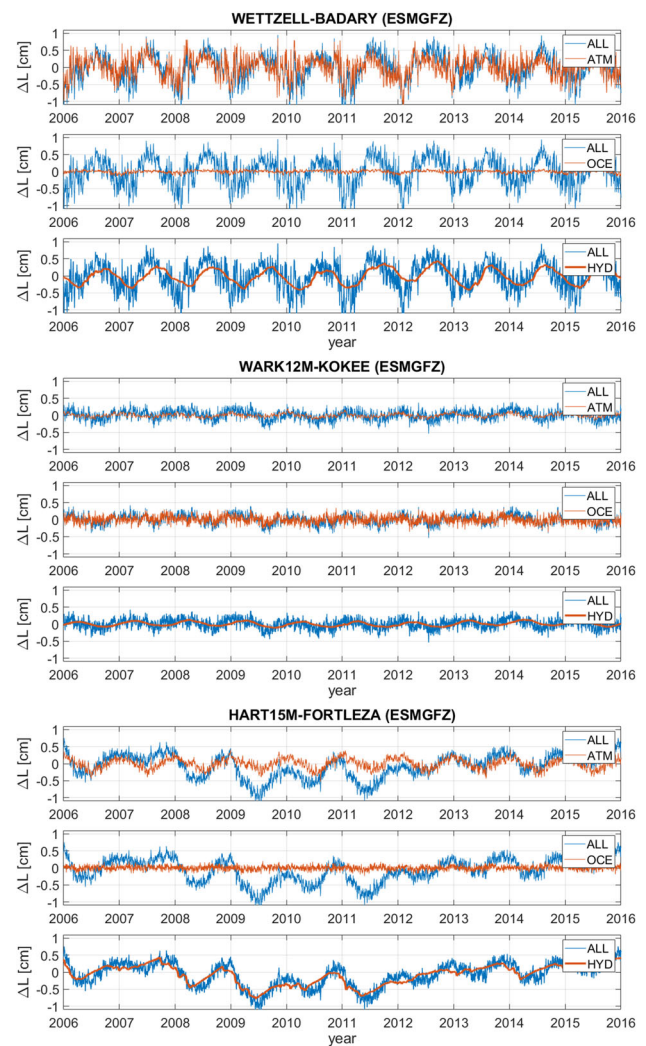 WETTZELL-BADARY (ESMGFZ)
ΔL [cm]
1
0.5
0
-0.5
-1
ALL
ATM
2006 2007 2008 2009 2010 2011 2012 2013 2014 2015 2016
ΔL [cm]
1
0.5
0
-0.5
-1
ALL
OCE
2006 2007 2008 2009 2010 2011 2012 2013 2014 2015 2016
ΔL [cm]
1
0.5
0
-0.5
-1
ALL
HYD
2006 2007 2008 2009 2010 2011 2012 2013 2014 2015 2016
year
WARK12M-KOKEE (ESMGFZ)
ΔL [cm]
1
0.5
0
-0.5
-1
ALL
ATM
2006 2007 2008 2009 2010 2011 2012 2013 2014 2015 2016
ΔL [cm]
1
0.5
0
-0.5
-1
ALL
OCE
2006 2007 2008 2009 2010 2011 2012 2013 2014 2015 2016
ΔL [cm]
1
0.5
0
-0.5
-1
ALL
HYD
2006 2007 2008 2009 2010 2011 2012 2013 2014 2015 2016
year
HART15M-FORTLEZA (ESMGFZ)
ΔL [cm]
1
0.5
0
-0.5
-1
ALL
ATM
2006 2007 2008 2009 2010 2011 2012 2013 2014 2015 2016
ΔL [cm]
1
0.5
0
-0.5
-1
ALL
OCE
2006 2007 2008 2009 2010 2011 2012 2013 2014 2015 2016
ΔL [cm]
1
0.5
0
-0.5
-1
ALL
HYD
2006 2007 2008 2009 2010 2011 2012 2013 2014 2015 2016
year